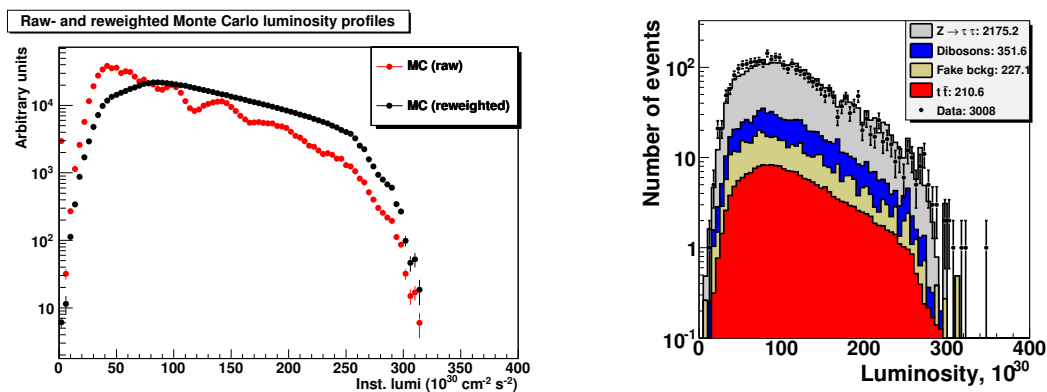 Raw- and reweighted Monte Carlo luminosity profiles
Arbitrary units
10⁴
10³
10²
10
MC (raw)
MC (reweighted)
0 50 100 150 200 250 300 350 400
Inst. lumi (10³⁰ cm⁻² s⁻²)
Number of events
10²
10
1
10⁻¹
Z → τ τ: 2175.2
Dibosons: 351.6
Fake bckg: 227.1
t t̄: 210.6
Data: 3008
0 100 200 300 400
Luminosity, 10³⁰